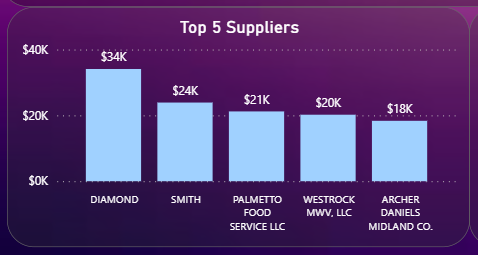 Top 5 Suppliers
$40K
$34K
$24K
$21K
$20K
$18K
$20K
$0K
DIAMOND
SMITH
PALMETTO
FOOD
SERVICE LLC
WESTROCK
MWV, LLC
ARCHER
DANIELS
MIDLAND CO.